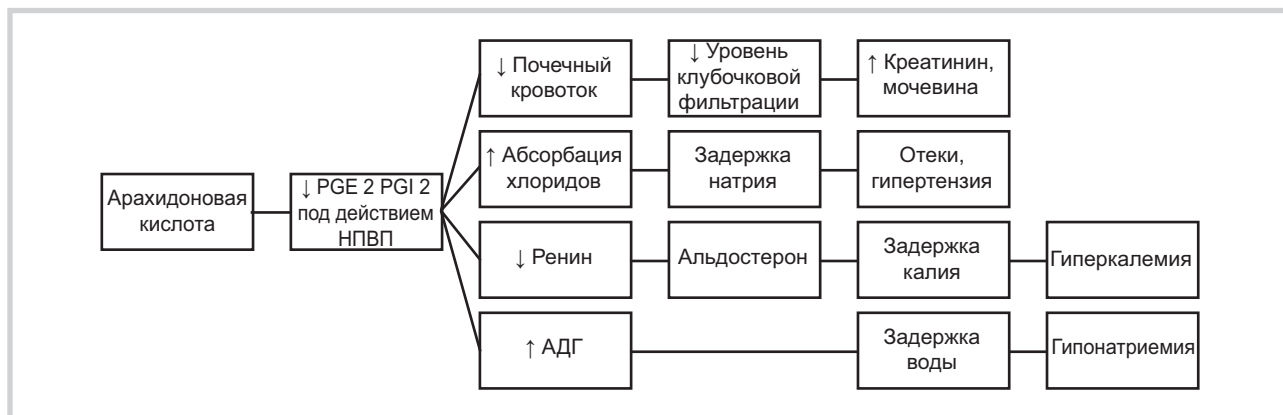 Арахидоновая
кислота
↓ PGE 2 PGI 2
под действием
НПВП
↓ Почечный
кровоток
↓ Уровень
клубочковой
фильтрации
↑ Креатинин,
мочевина
↑ Абсорбация
хлоридов
Задержка
натрия
Отеки,
гипертензия
↓ Ренин
Альдостерон
Задержка
калия
Гиперкалемия
↑ АДГ
Задержка
воды
Гипонатриемия